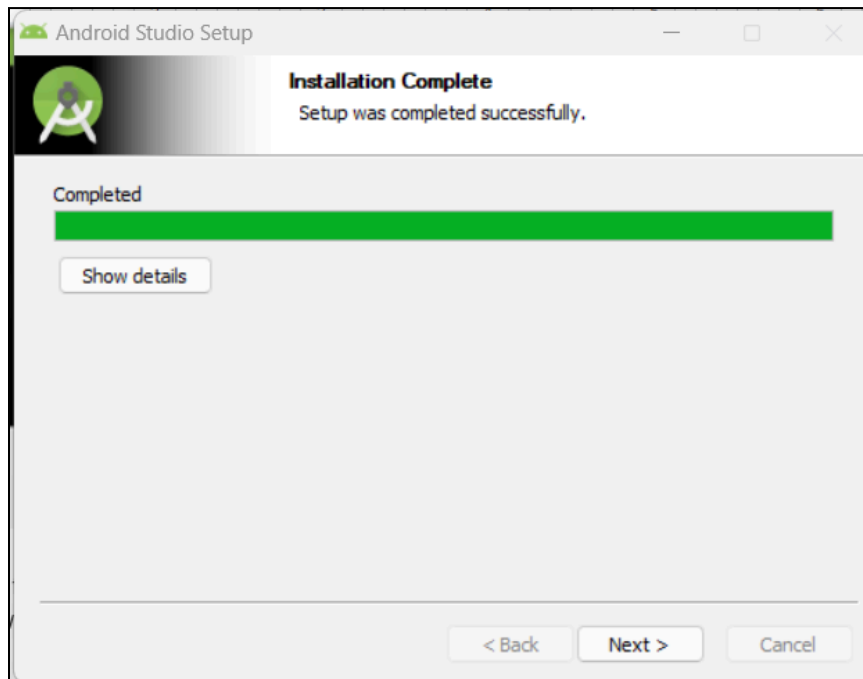 Android Studio Setup
Installation Complete
Setup was completed successfully.
Completed
Show details
< Back
Next >
Cancel